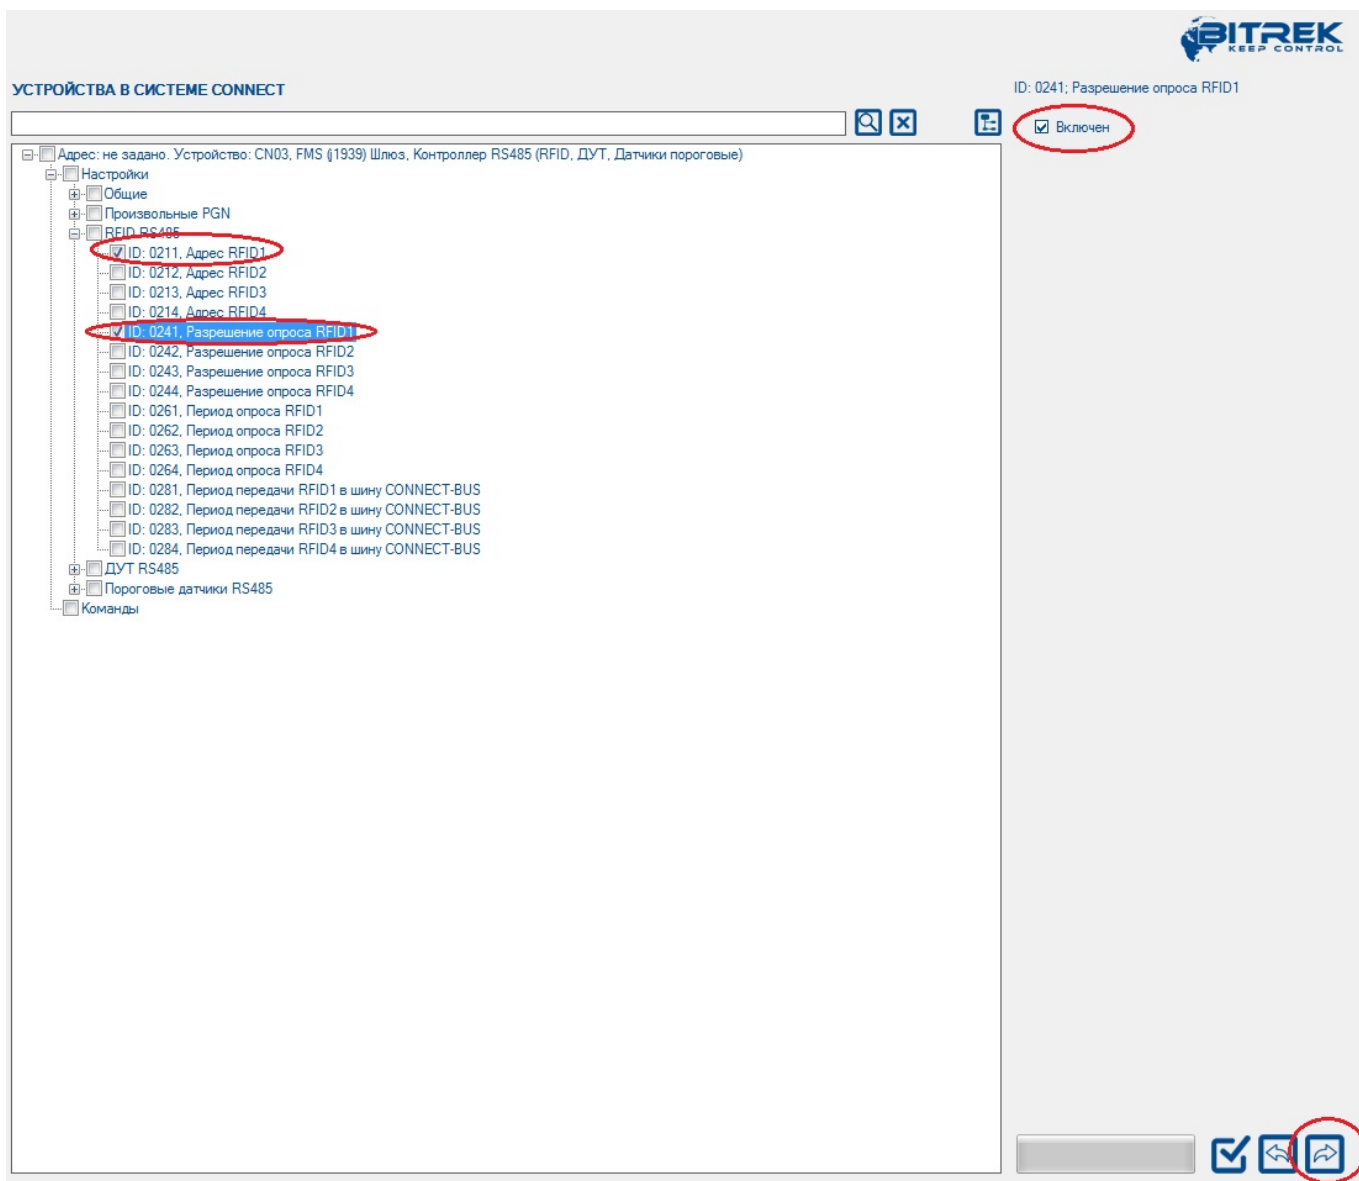 BITREK
KEEP CONTROL
УСТРОЙСТВА В СИСТЕМЕ CONNECT
ID: 0241; Разрешение опроса RFID1
Включен
Адрес: не задано. Устройство: CN03, FMS (j1939) Шлюз, Контроллер RS485 (RFID, ДУТ, Датчики пороговые)
Настройки
Общие
Произвольные PGN
RFID RS485
ID: 0211, Адрес RFID1
ID: 0212, Адрес RFID2
ID: 0213, Адрес RFID3
ID: 0214, Адрес RFID4
ID: 0241, Разрешение опроса RFID1
ID: 0242, Разрешение опроса RFID2
ID: 0243, Разрешение опроса RFID3
ID: 0244, Разрешение опроса RFID4
ID: 0261, Период опроса RFID1
ID: 0262, Период опроса RFID2
ID: 0263, Период опроса RFID3
ID: 0264, Период опроса RFID4
ID: 0281, Период передачи RFID1 в шину CONNECT-BUS
ID: 0282, Период передачи RFID2 в шину CONNECT-BUS
ID: 0283, Период передачи RFID3 в шину CONNECT-BUS
ID: 0284, Период передачи RFID4 в шину CONNECT-BUS
ДУТ RS485
Пороговые датчики RS485
Команды